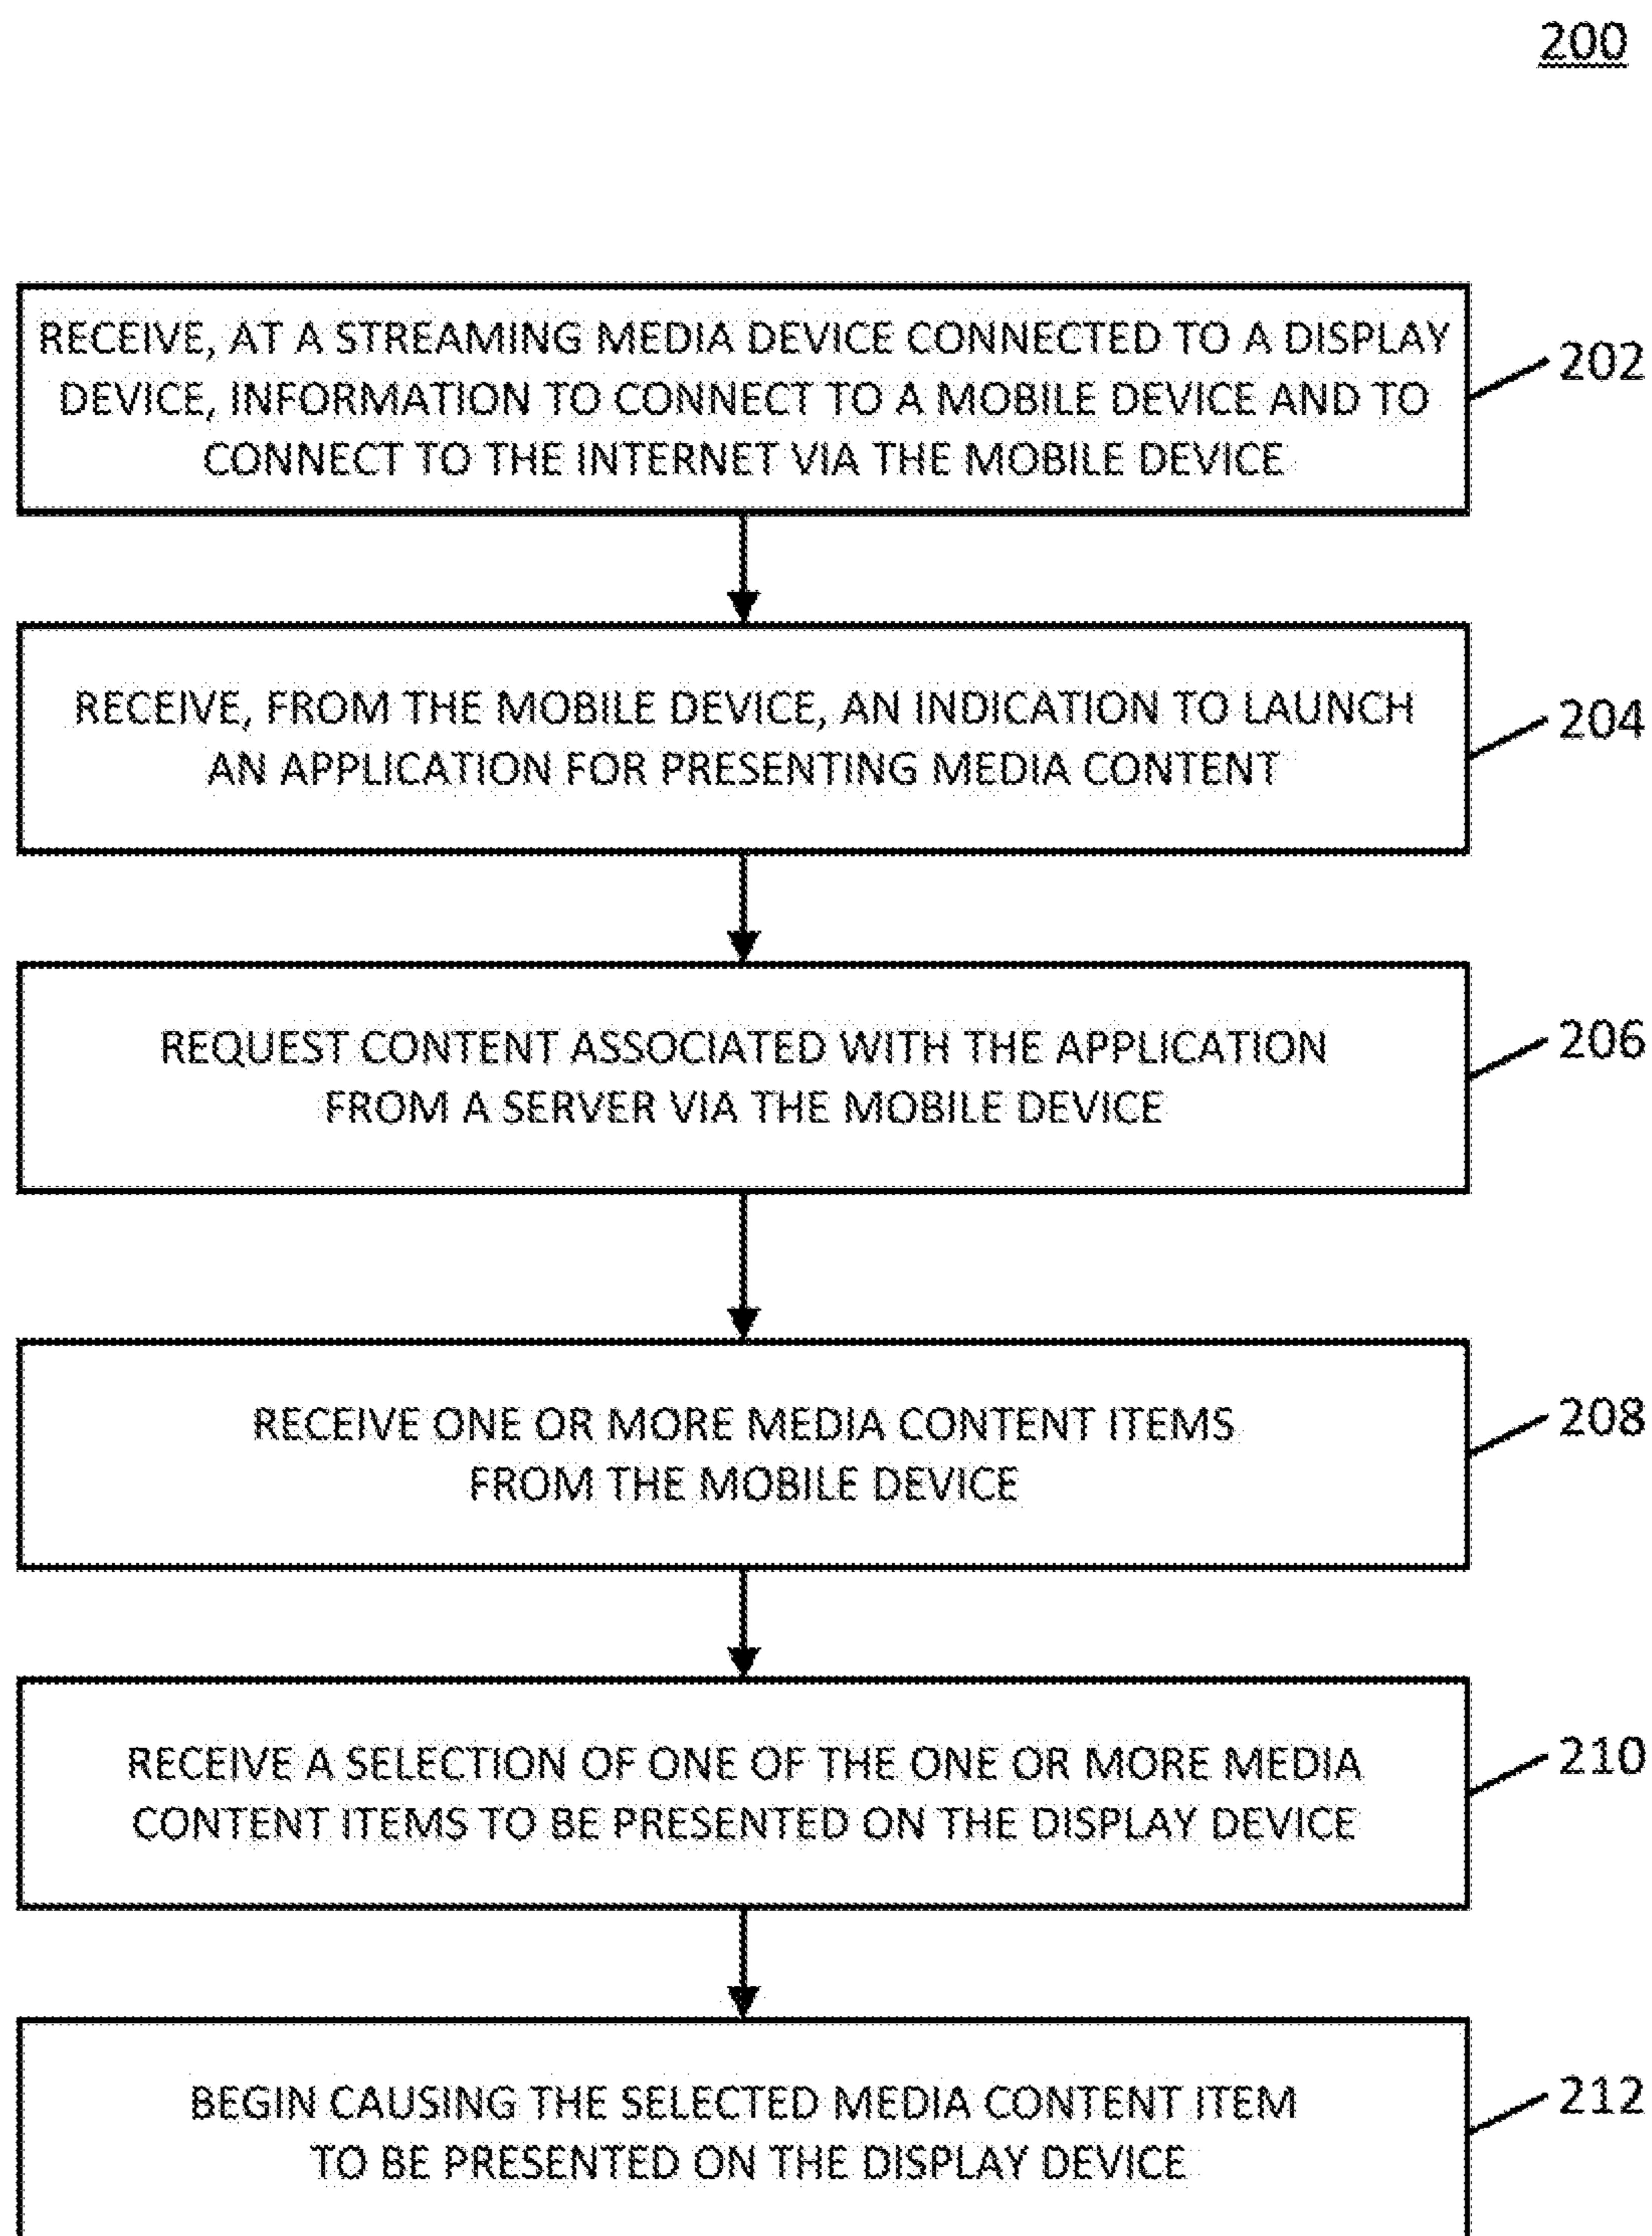 200
RECEIVE, AT A STREAMING MEDIA DEVICE CONNECTED TO A DISPLAY
DEVICE, INFORMATION TO CONNECT TO A MOBILE DEVICE AND TO
CONNECT TO THE INTERNET VIA THE MOBILE DEVICE
202
RECEIVE, FROM THE MOBILE DEVICE, AN INDICATION TO LAUNCH
AN APPLICATION FOR PRESENTING MEDIA CONTENT
204
REQUEST CONTENT ASSOCIATED WITH THE APPLICATION
FROM A SERVER VIA THE MOBILE DEVICE
206
RECEIVE ONE OR MORE MEDIA CONTENT ITEMS
FROM THE MOBILE DEVICE
208
RECEIVE A SELECTION OF ONE OF THE ONE OR MORE MEDIA
CONTENT ITEMS TO BE PRESENTED ON THE DISPLAY DEVICE
210
BEGIN CAUSING THE SELECTED MEDIA CONTENT ITEM
TO BE PRESENTED ON THE DISPLAY DEVICE
212